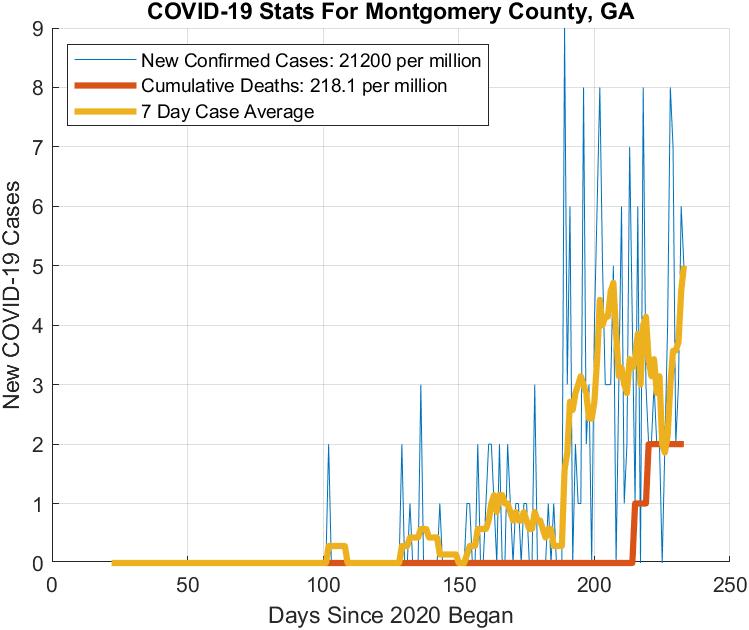 COVID-19 Stats For Montgomery County, GA
New Confirmed Cases: 21200 per million
Cumulative Deaths: 218.1 per million
7 Day Case Average
New COVID-19 Cases
9
8
7
6
5
4
3
2
1
0
0 50 100 150 200 250
Days Since 2020 Began